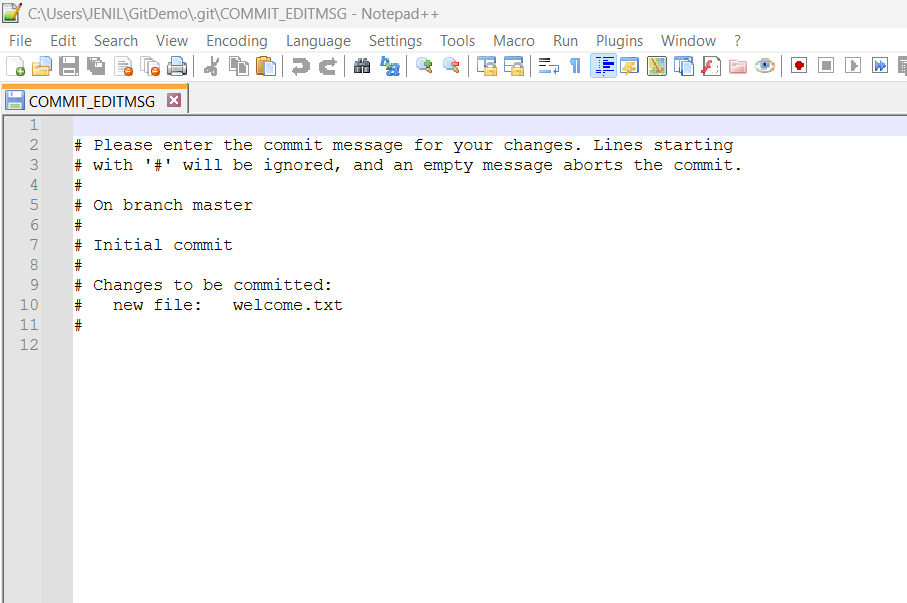 C:\Users\JENIL\GitDemo\.git\COMMIT_EDITMSG - Notepad++
File Edit Search View Encoding Language Settings Tools Macro Run Plugins Window ?
COMMIT_EDITMSG
1
2 # Please enter the commit message for your changes. Lines starting
3 # with '#' will be ignored, and an empty message aborts the commit.
4 #
5 # On branch master
6 #
7 # Initial commit
8 #
9 # Changes to be committed:
10 #   new file:   welcome.txt
11 #
12